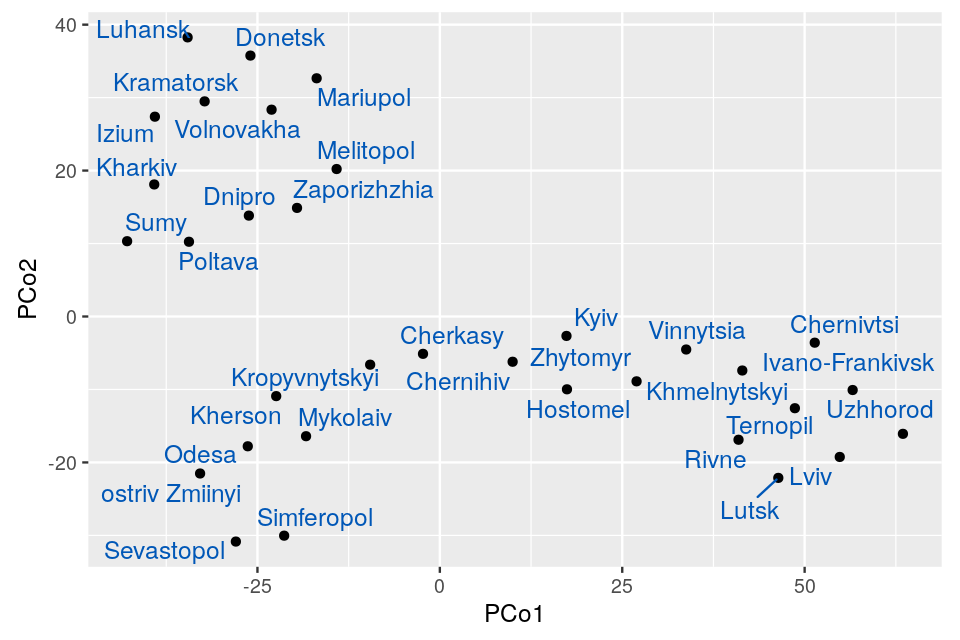 40
Luhansk
Donetsk
Kramatorsk
Mariupol
Izium
Volnovakha
Melitopol
Kharkiv
20
Dnipro
Zaporizhzhia
Sumy
Poltava
PCo2
0
Kyiv
Chernivtsi
Cherkasy
Vinnytsia
Zhytomyr
Ivano-Frankivsk
Kropyvnytskyi
Chernihiv
Khmelnytskyi
Kherson
Mykolaiv
Hostomel
Uzhhorod
Ternopil
Odesa
Rivne
-20
Lviv
ostriv Zmiinyi
Lutsk
Simferopol
Sevastopol
-25
0
25
50
PCo1